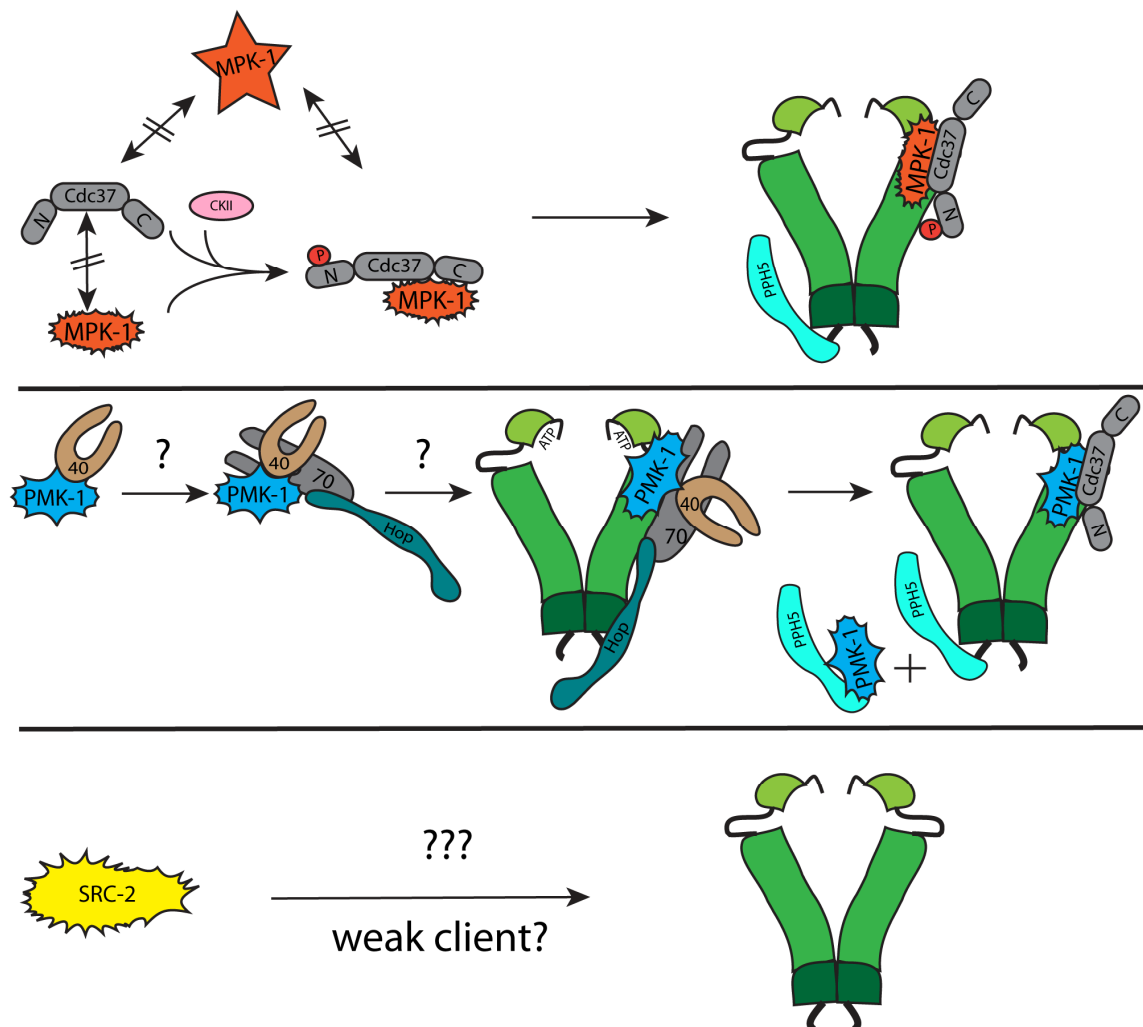 MPK-1
C
MPK-1
Cdc37
N
P
N
Cdc37
C
CKII
MPK-1
P
N
Cdc37
C
MPK-1
PPH5
40
PMK-1
?
40
70
PMK-1
Hop
?
ATP
ATP
PMK-1
40
70
Hop
C
PMK-1
Cdc37
N
PPH5
PPH5
PMK-1
+
SRC-2
???
weak client?